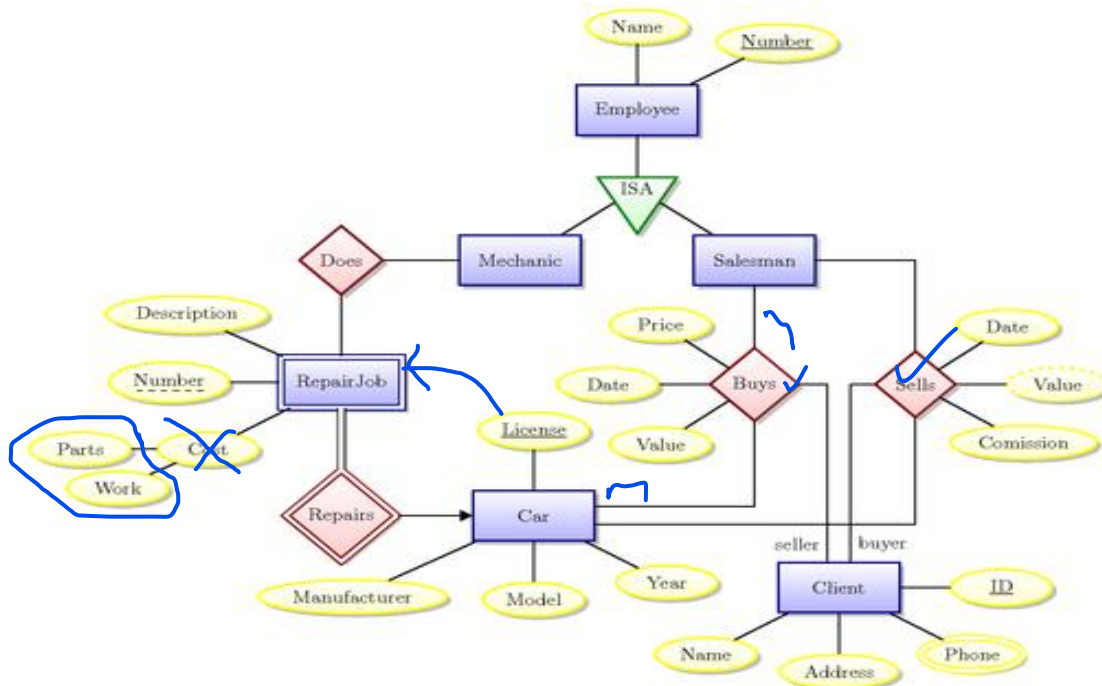 Name
Number
Employee
ISA
Does
Mechanic
Salesman
Description
Price
Date
Number
RepairJob
Date
Buys
Sells
Value
License
Parts
Cost
Value
Comission
Work
Repairs
Car
seller
buyer
Manufacturer
Model
Year
Client
ID
Name
Address
Phone